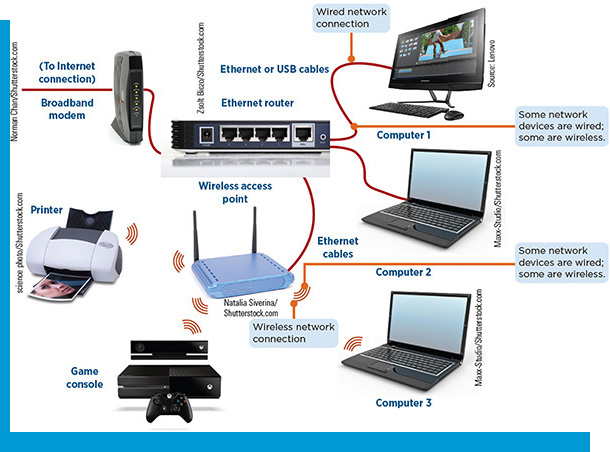 Wired network
connection
(To Internet
connection)
Broadband
modem
Norman Chan/Shutterstock.com
Zsolt Biczo/Shutterstock.com
Ethernet or USB cables
Ethernet router
Source: Lenovo
Computer 1
Some network
devices are wired;
some are wireless.
Wireless access
point
Printer
science photo/Shutterstock.com
Maxx-Studio/Shutterstock.com
Ethernet
cables
Computer 2
Some network
devices are wired;
some are wireless.
Natalia Siverina/
Shutterstock.com
Wireless network
connection
Game
console
Maxx-Studio/Shutterstock.com
Computer 3